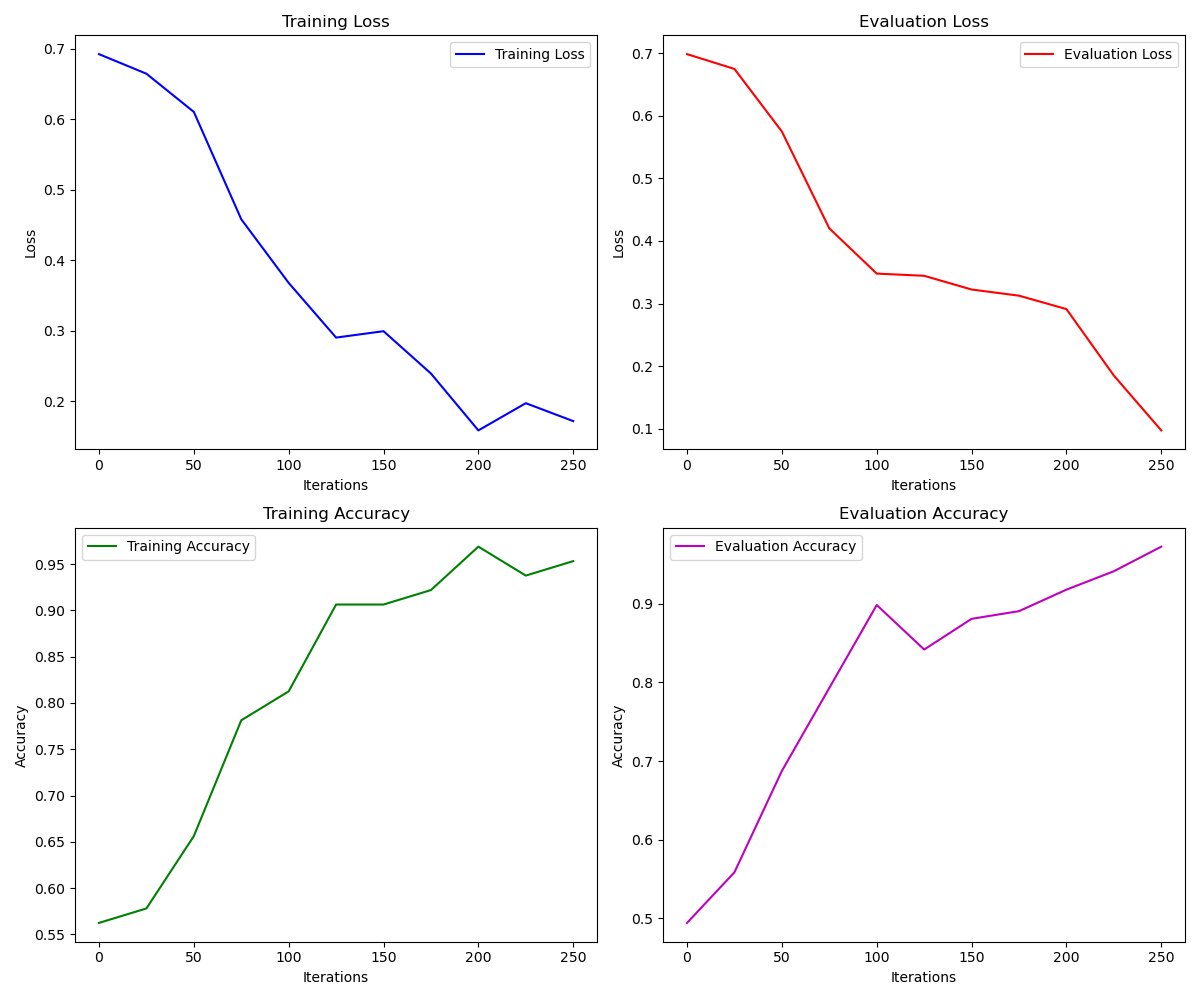 Training Loss
Training Loss
0.7
0.6
0.5
0.4
0.3
0.2
Loss
0 50 100 150 200 250
Iterations
Evaluation Loss
Evaluation Loss
0.7
0.6
0.5
0.4
0.3
0.2
0.1
Loss
0 50 100 150 200 250
Iterations
Training Accuracy
Training Accuracy
0.95
0.90
0.85
0.80
0.75
0.70
0.65
0.60
0.55
Accuracy
0 50 100 150 200 250
Iterations
Evaluation Accuracy
Evaluation Accuracy
0.9
0.8
0.7
0.6
0.5
Accuracy
0 50 100 150 200 250
Iterations